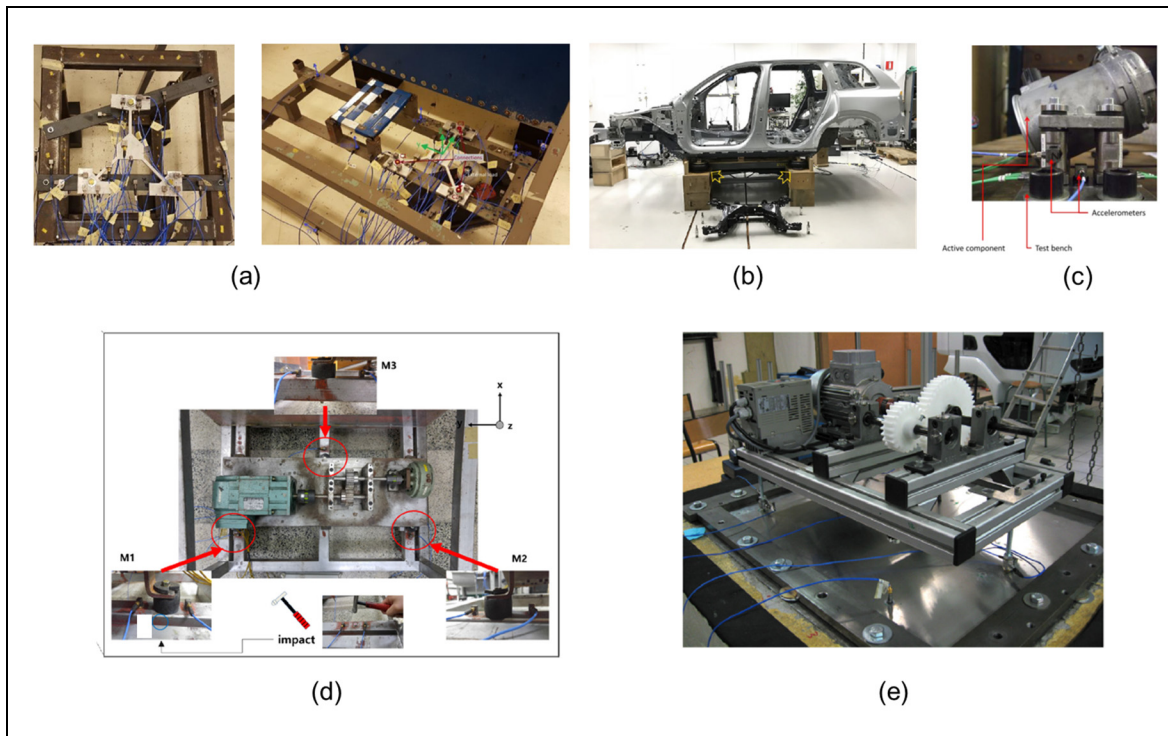 (a)
(b)
Accelerometers
Active component
Test bench
(c)
M3
x
y
z
M1
M2
impact
(d)
(e)